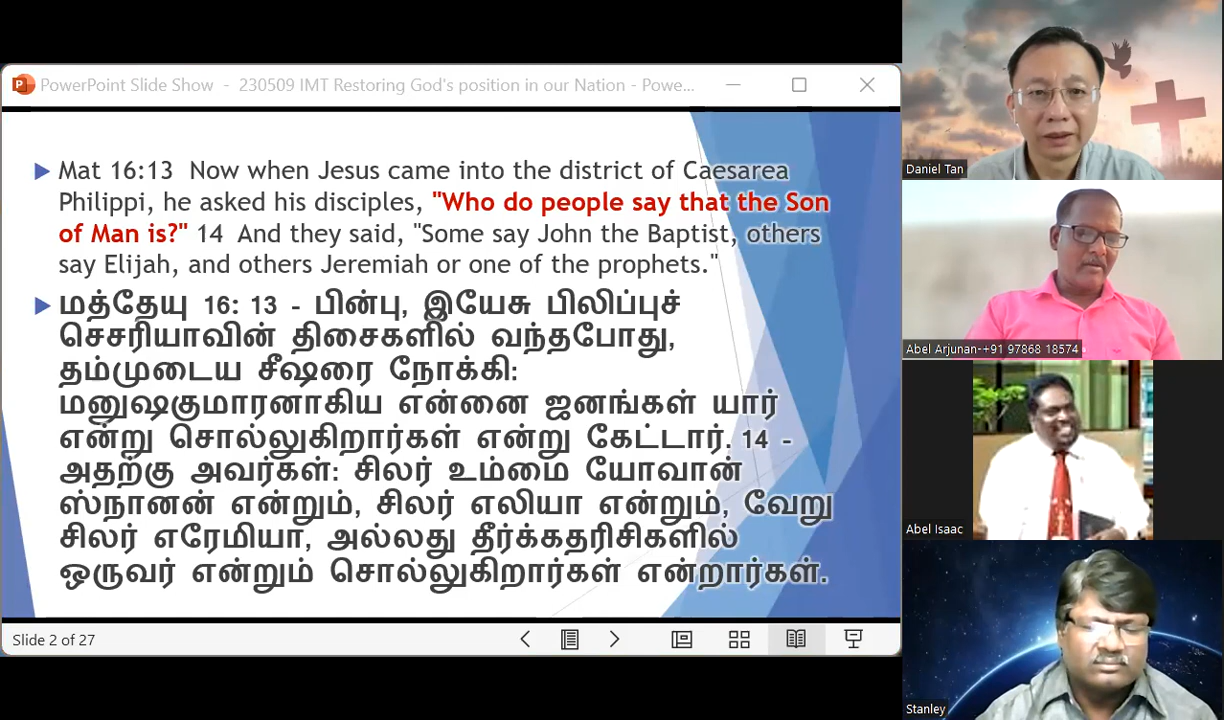 PowerPoint Slide Show - 230509 IMT Restoring God's position in our Nation - Powe...
Mat 16:13 Now when Jesus came into the district of Caesarea
Philippi, he asked his disciples, "Who do people say that the Son
of Man is?" 14 And they said, "Some say John the Baptist, others
say Elijah, and others Jeremiah or one of the prophets."
மத்தேயு 16: 13 - பின்பு, இயேசு பிலிப்புச்
செசரியாவின் திசைகளில் வந்தபோது,
தம்முடைய சீஷரை நோக்கி:
மனுஷகுமாரனாகிய என்னை ஜனங்கள் யார்
என்று சொல்லுகிறார்கள் என்று கேட்டார். 14 -
அதற்கு அவர்கள்: சிலர் உம்மை யோவான்
ஸ்நானன் என்றும், சிலர் எலியா என்றும், வேறு
சிலர் எரேமியா, அல்லது தீர்க்கதரிசிகளில்
ஒருவர் என்றும் சொல்லுகிறார்கள் என்றார்கள்.
Slide 2 of 27
Daniel Tan
Abel Arjunan-+91 97868 18574
Abel Isaac
Stanley